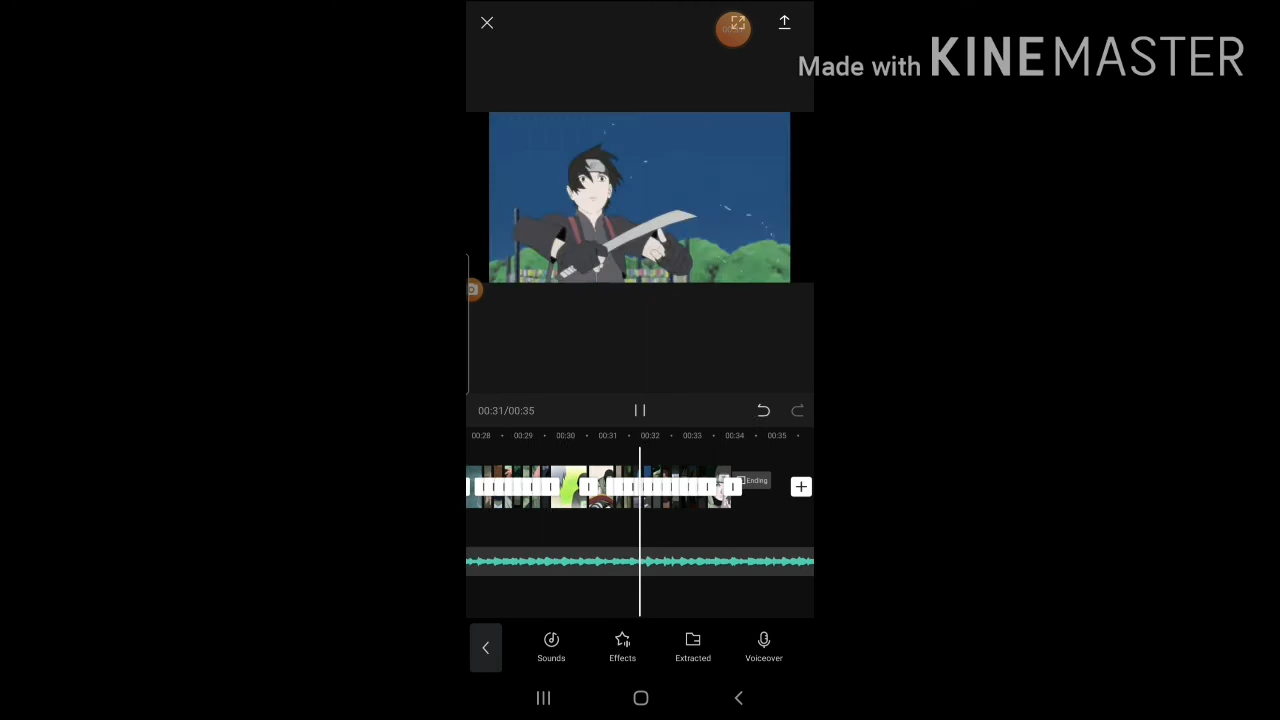 Made with KINEMASTER
00:31/00:35
00:28 00:29 00:30 00:31 00:32 00:33 00:34 00:35
Ending
Sounds Effects Extracted Voiceover